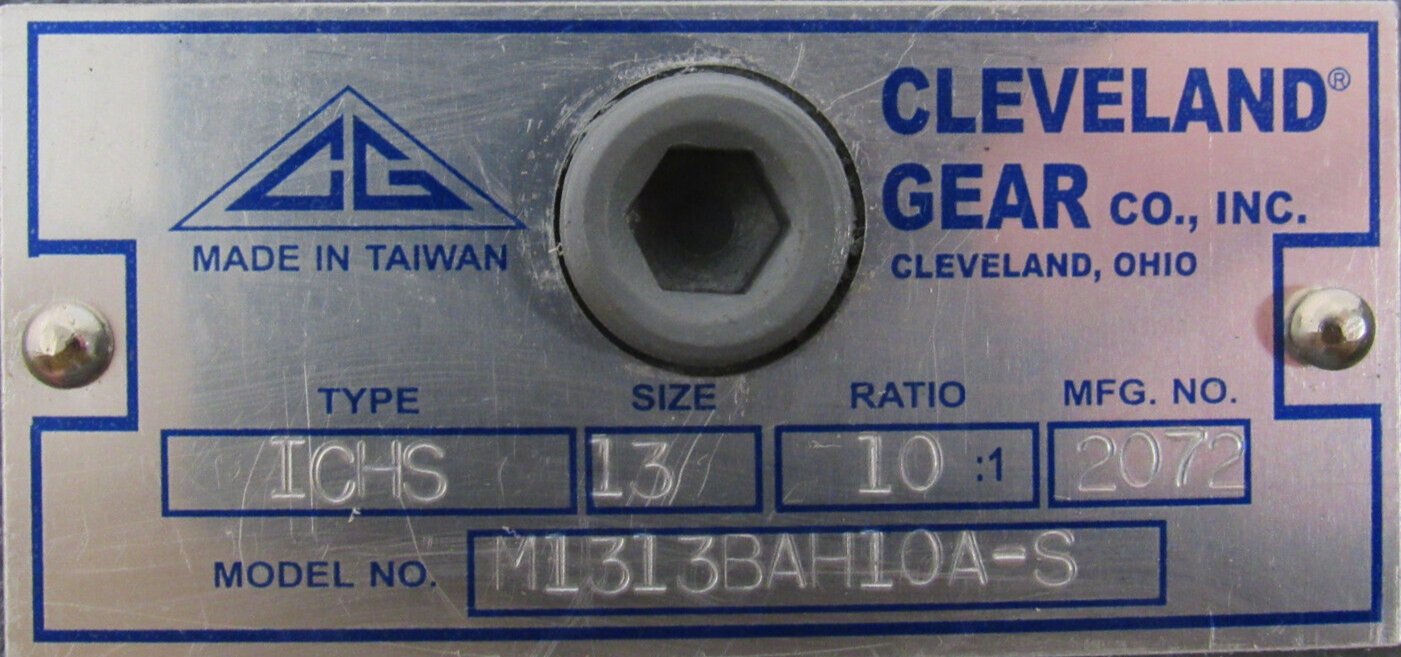 CG
MADE IN TAIWAN
CLEVELAND®
GEAR CO., INC.
CLEVELAND, OHIO
TYPE SIZE RATIO MFG. NO.
ICHS 13 10 :1 2072
MODEL NO. M1313BAH10A-S